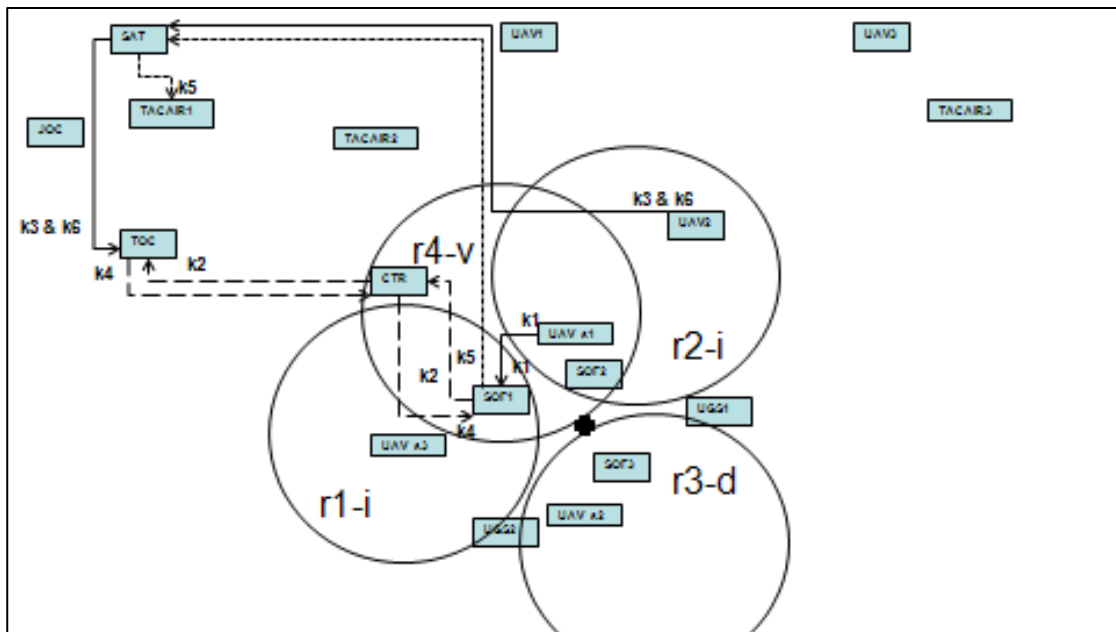 SAT
UAV1
UAV3
k5
TACAIR1
TACAIR3
JOC
TACAIR2
k3 & k6
UAV2
k3 & k6
TOC
k2
r4-v
k4
CTR
k1
UAV a1
r2-i
k5
k1
SOF2
k2
SOF1
UGS1
k4
UAV a3
SOF3
r3-d
r1-i
UAV a2
UGS2